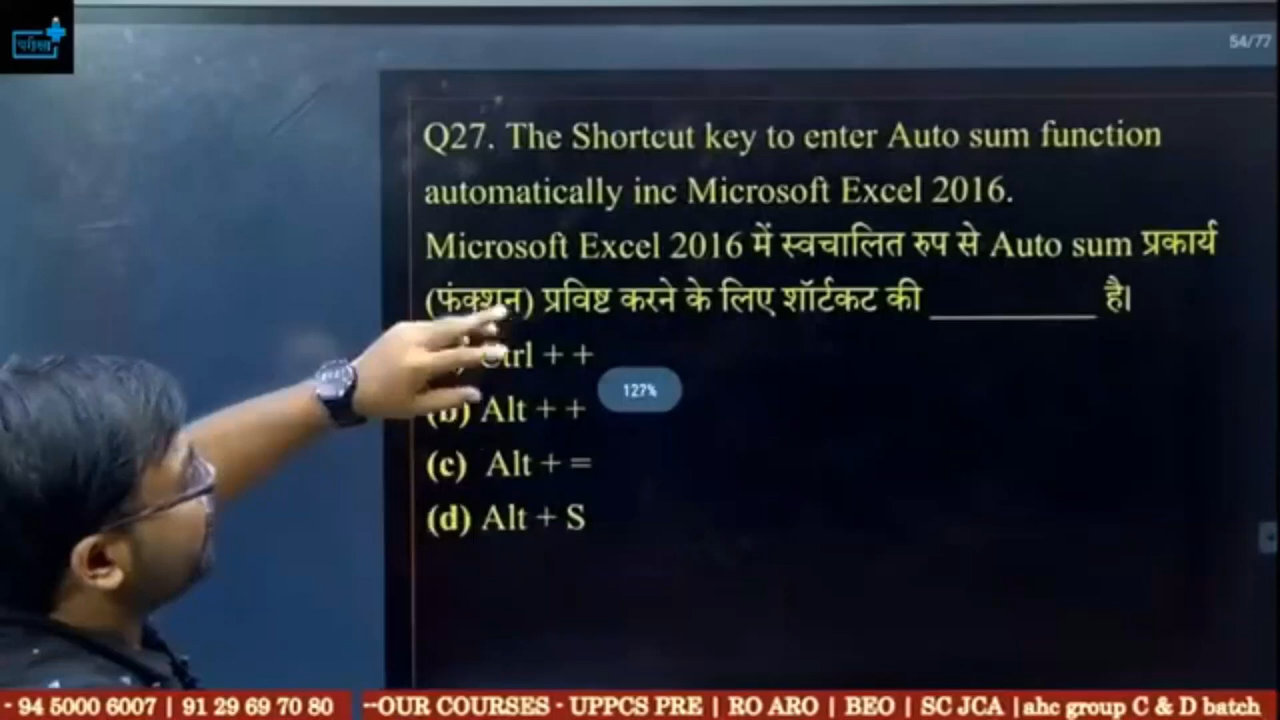 परीक्षा
54/77
Q27. The Shortcut key to enter Auto sum function
automatically inc Microsoft Excel 2016.
Microsoft Excel 2016 में स्वचालित रुप से Auto sum प्रकार्य
(फंक्शन) प्रविष्ट करने के लिए शॉर्टकट की __________ है।
Ctrl + +
127%
(b) Alt + +
(c) Alt + =
(d) Alt + S
- 94 5000 6007 | 91 29 69 70 80 --OUR COURSES - UPPCS PRE | RO ARO | BEO | SC JCA |ahc group C & D batch